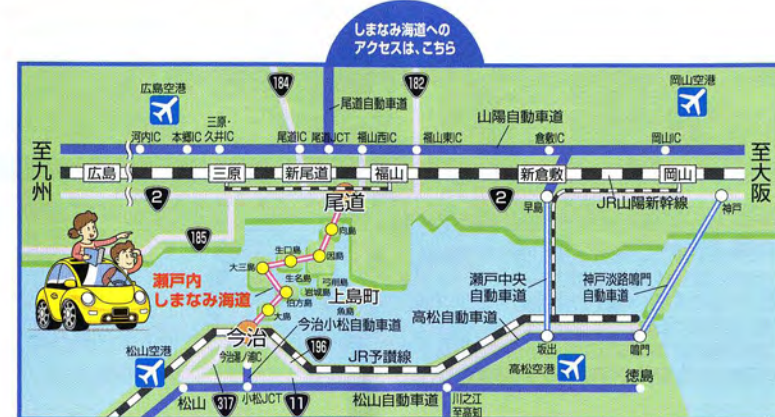 しまなみ海道への
アクセスは、こちら
184
182
広島空港
岡山空港
尾道自動車道
山陽自動車道
河内IC
本郷IC
三原・
久井IC
尾道IC
尾道JCT
福山西IC
福山東IC
倉敷IC
岡山IC
至九州
至大阪
広島
三原
新尾道
福山
新倉敷
岡山
JR山陽新幹線
2
尾道
2
早島
神戸
185
向島
生口島
因島
大三島
生名島
弓削島
岩城島
上島町
伯方島
魚島
大島
瀬戸内
しまなみ海道
瀬戸中央
自動車道
神戸淡路鳴門
自動車道
今治
今治小松自動車道
高松自動車道
松山空港
今治湯ノ浦IC
196
JR予讃線
坂出
鳴門
高松空港
徳島
松山
317
小松JCT
11
松山自動車道
川之江
至高知